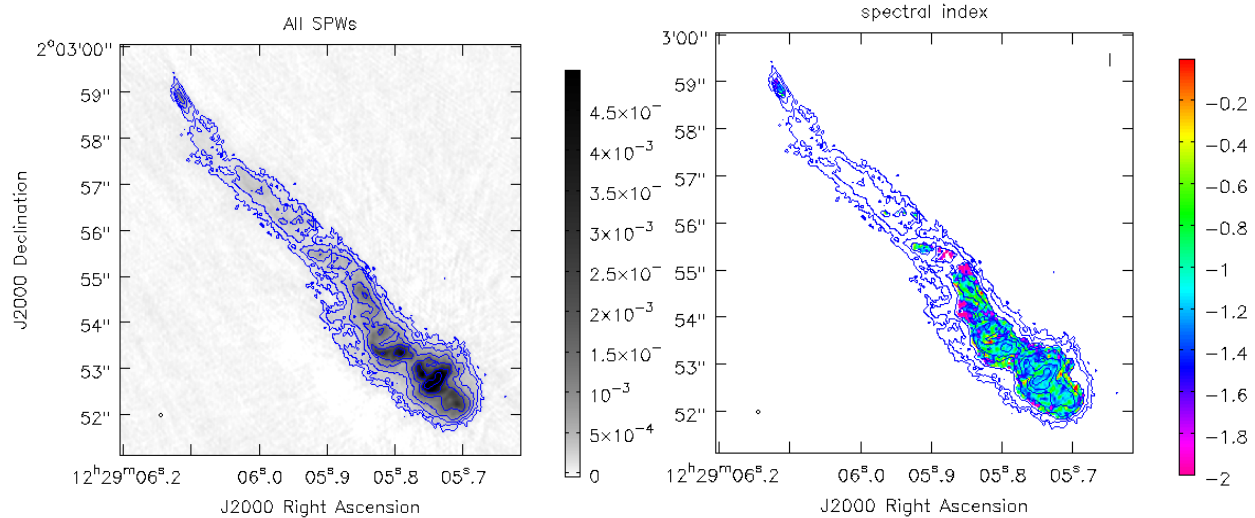 All SPWs
2°03'00"
59"
58"
57"
56"
55"
54"
53"
52"
J2000 Declination
12ʰ29ᵐ06ˢ.2
06ˢ.0
05ˢ.9
05ˢ.8
05ˢ.7
J2000 Right Ascension
4.5×10⁻
4×10⁻³
3.5×10⁻
3×10⁻³
2.5×10⁻
2×10⁻³
1.5×10⁻
10⁻³
5×10⁻⁴
0
spectral index
3'00"
59"
58"
57"
56"
55"
54"
53"
52"
12ʰ29ᵐ06ˢ.2
06ˢ.0
05ˢ.9
05ˢ.8
05ˢ.7
J2000 Right Ascension
−0.2
−0.4
−0.6
−0.8
−1
−1.2
−1.4
−1.6
−1.8
−2